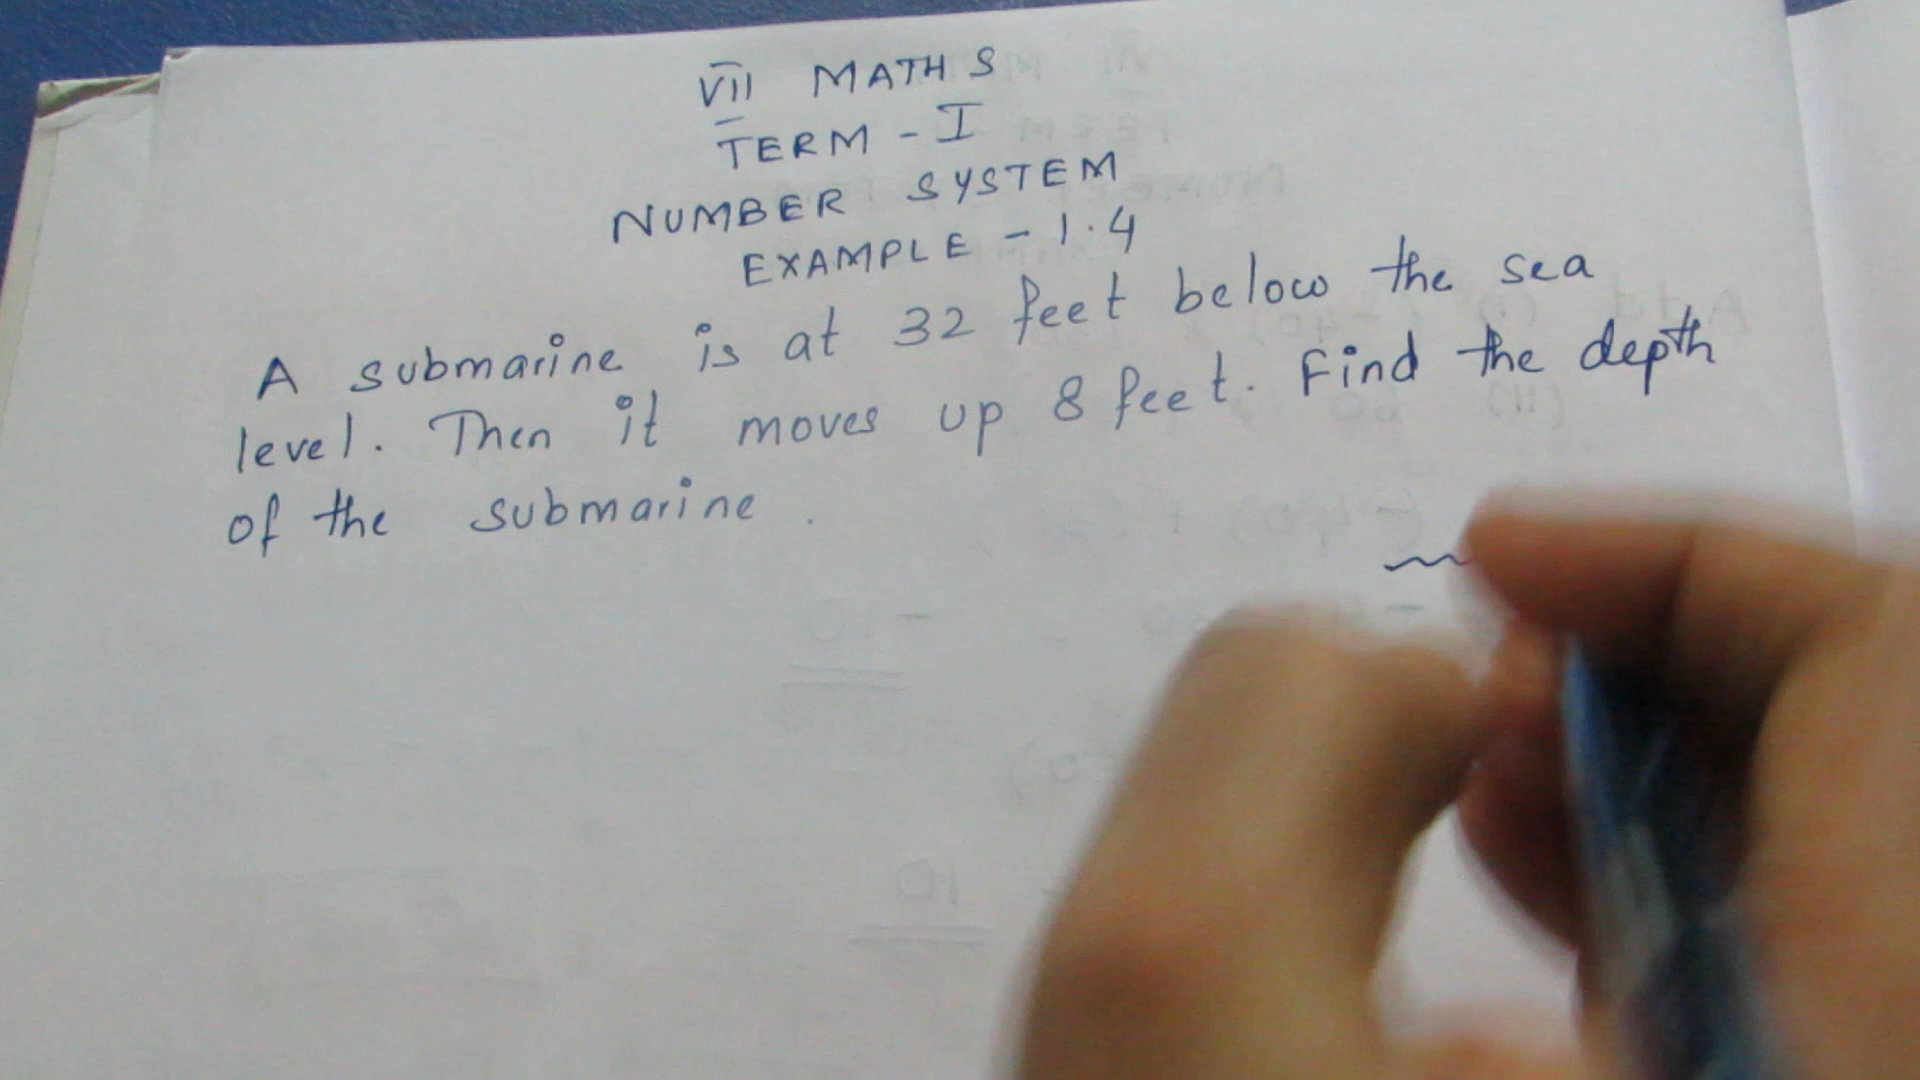 VII MATHS
TERM - I
NUMBER SYSTEM
EXAMPLE - 1.4
A submarine is at 32 feet below the sea
level. Then it moves up 8 feet. Find the depth
of the submarine.